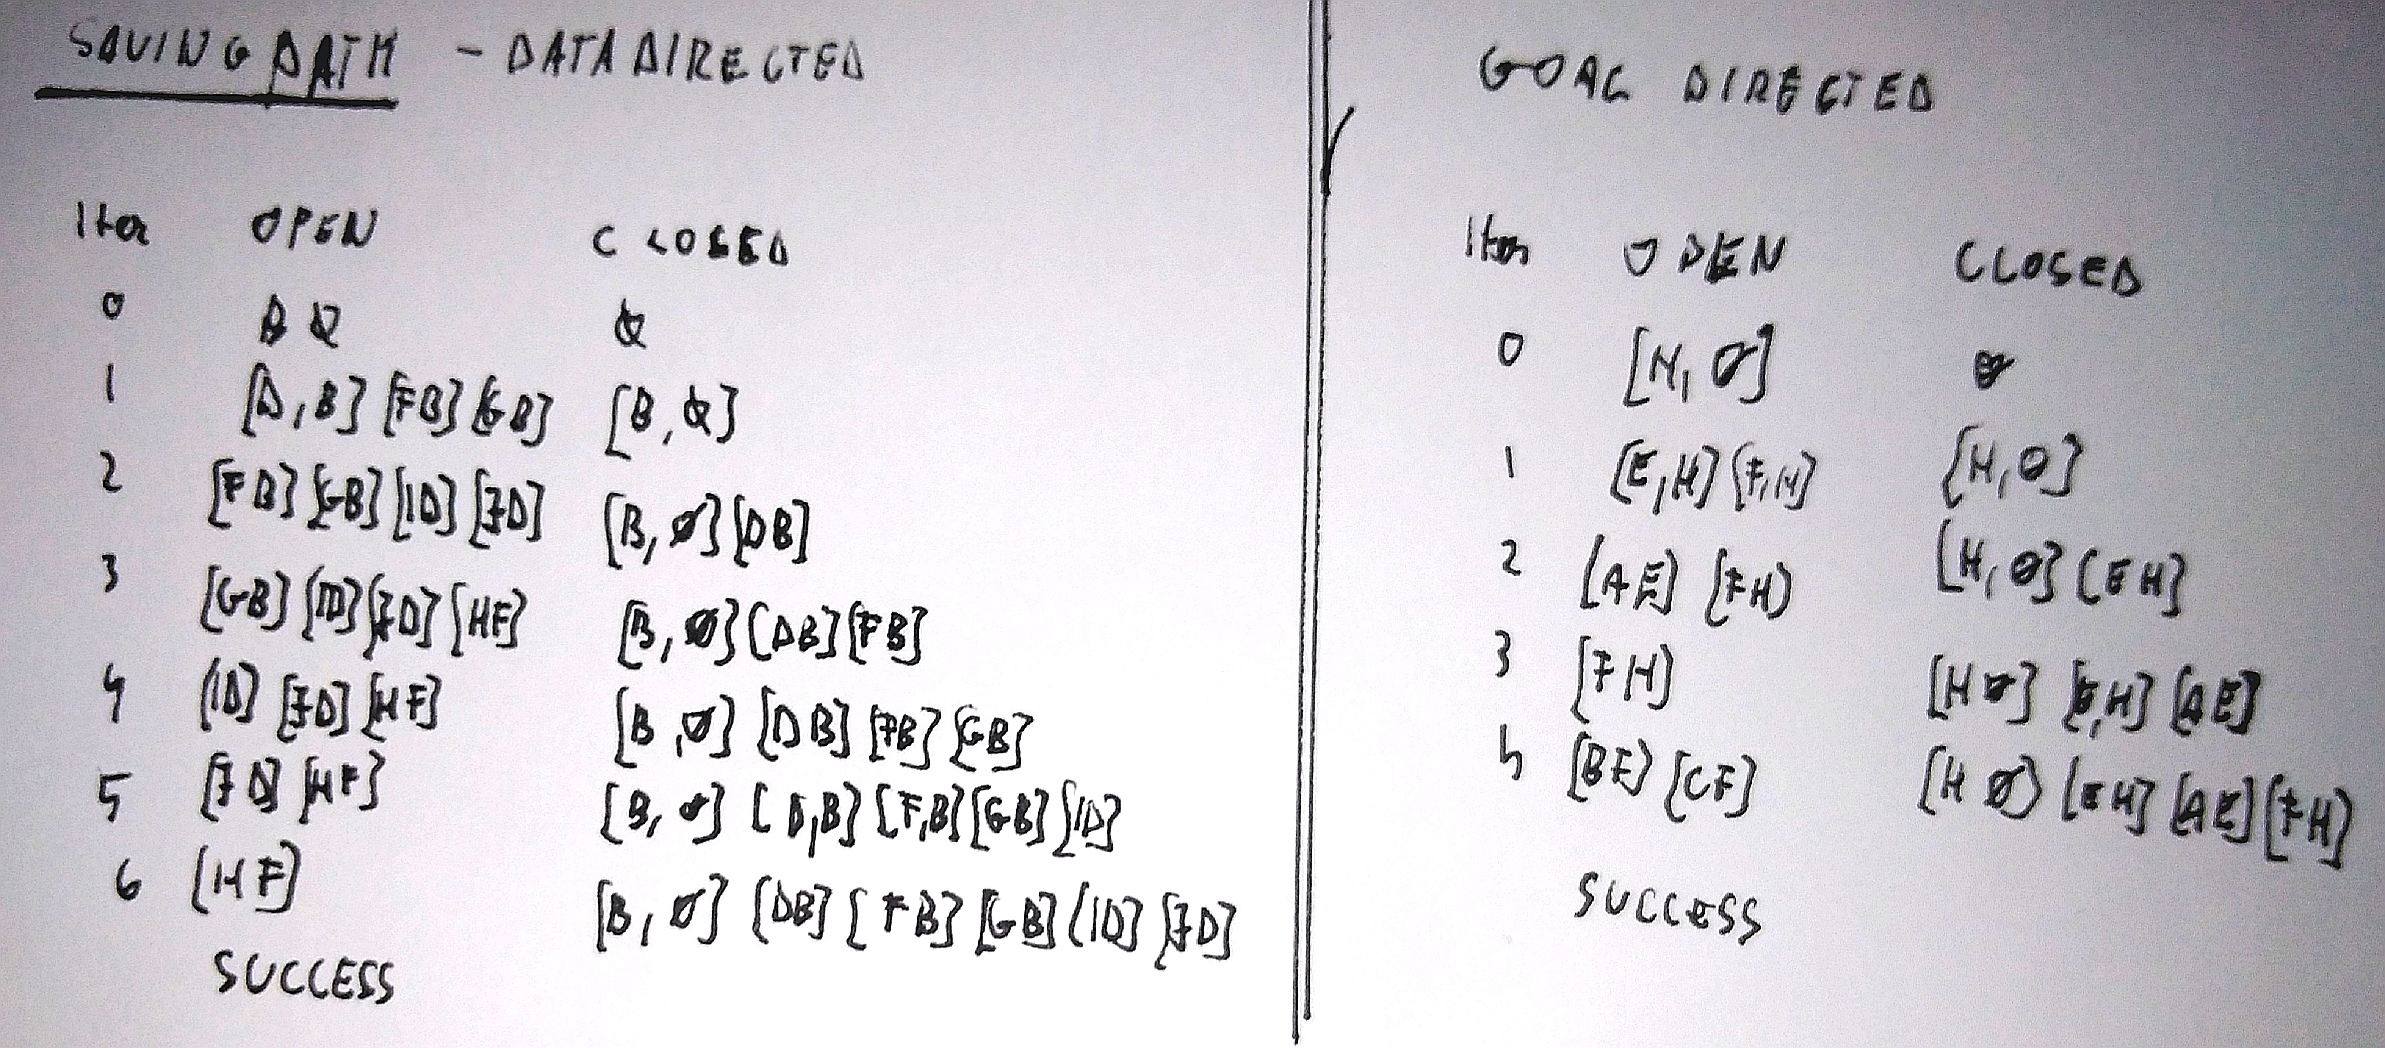 SAVING PATH - DATA DIRECTED
Iter OPEN CLOSED
0 B Ø Ø
1 [D,B] [FB] [GB] [B,Ø]
2 [FB] [GB] [ID] [JD] [B,Ø] [DB]
3 [GB] [ID] [JD] [HF] [B,Ø] [DB] [FB]
4 [ID] [JD] [HF] [B,Ø] [DB] [FB] [GB]
5 [JD] [HF] [B,Ø] [D,B] [F,B] [GB] [ID]
6 [HF] [B,Ø] [DB] [FB] [GB] [ID] [JD]
SUCCESS
GOAL DIRECTED
Iter OPEN CLOSED
0 [H,Ø] Ø
1 [E,H] [F,H] [H,Ø]
2 [AE] [FH] [H,Ø] [EH]
3 [FH] [HØ] [E,H] [AE]
4 [BF] [CF] [HØ] [EH] [AE] [FH]
SUCCESS